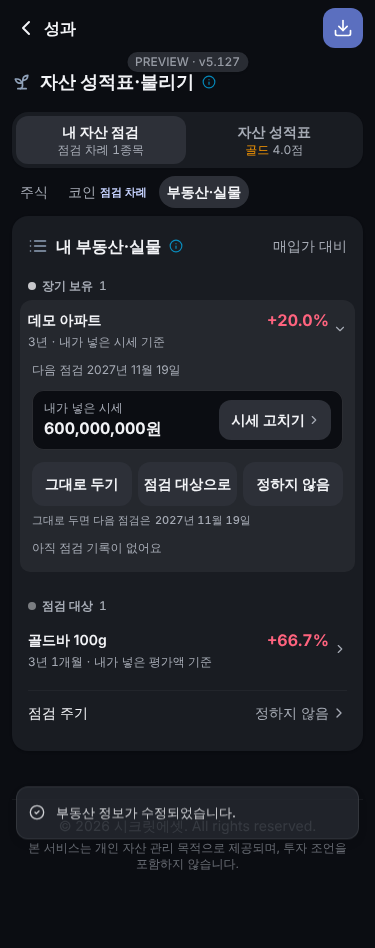 성과
PREVIEW · v5.127
자산 성적표·불리기
내 자산 점검
점검 차례 1종목
자산 성적표
골드 4.0점
주식
코인 점검 차례
부동산·실물
내 부동산·실물
매입가 대비
장기 보유 1
데모 아파트
+20.0%
3년 · 내가 넣은 시세 기준
다음 점검 2027년 11월 19일
내가 넣은 시세
600,000,000원
시세 고치기
그대로 두기
점검 대상으로
정하지 않음
그대로 두면 다음 점검은 2027년 11월 19일
아직 점검 기록이 없어요
점검 대상 1
골드바 100g
+66.7%
3년 1개월 · 내가 넣은 평가액 기준
점검 주기
정하지 않음
부동산 정보가 수정되었습니다.
© 2026 시크릿에셋. All rights reserved.
본 서비스는 개인 자산 관리 목적으로 제공되며, 투자 조언을
포함하지 않습니다.